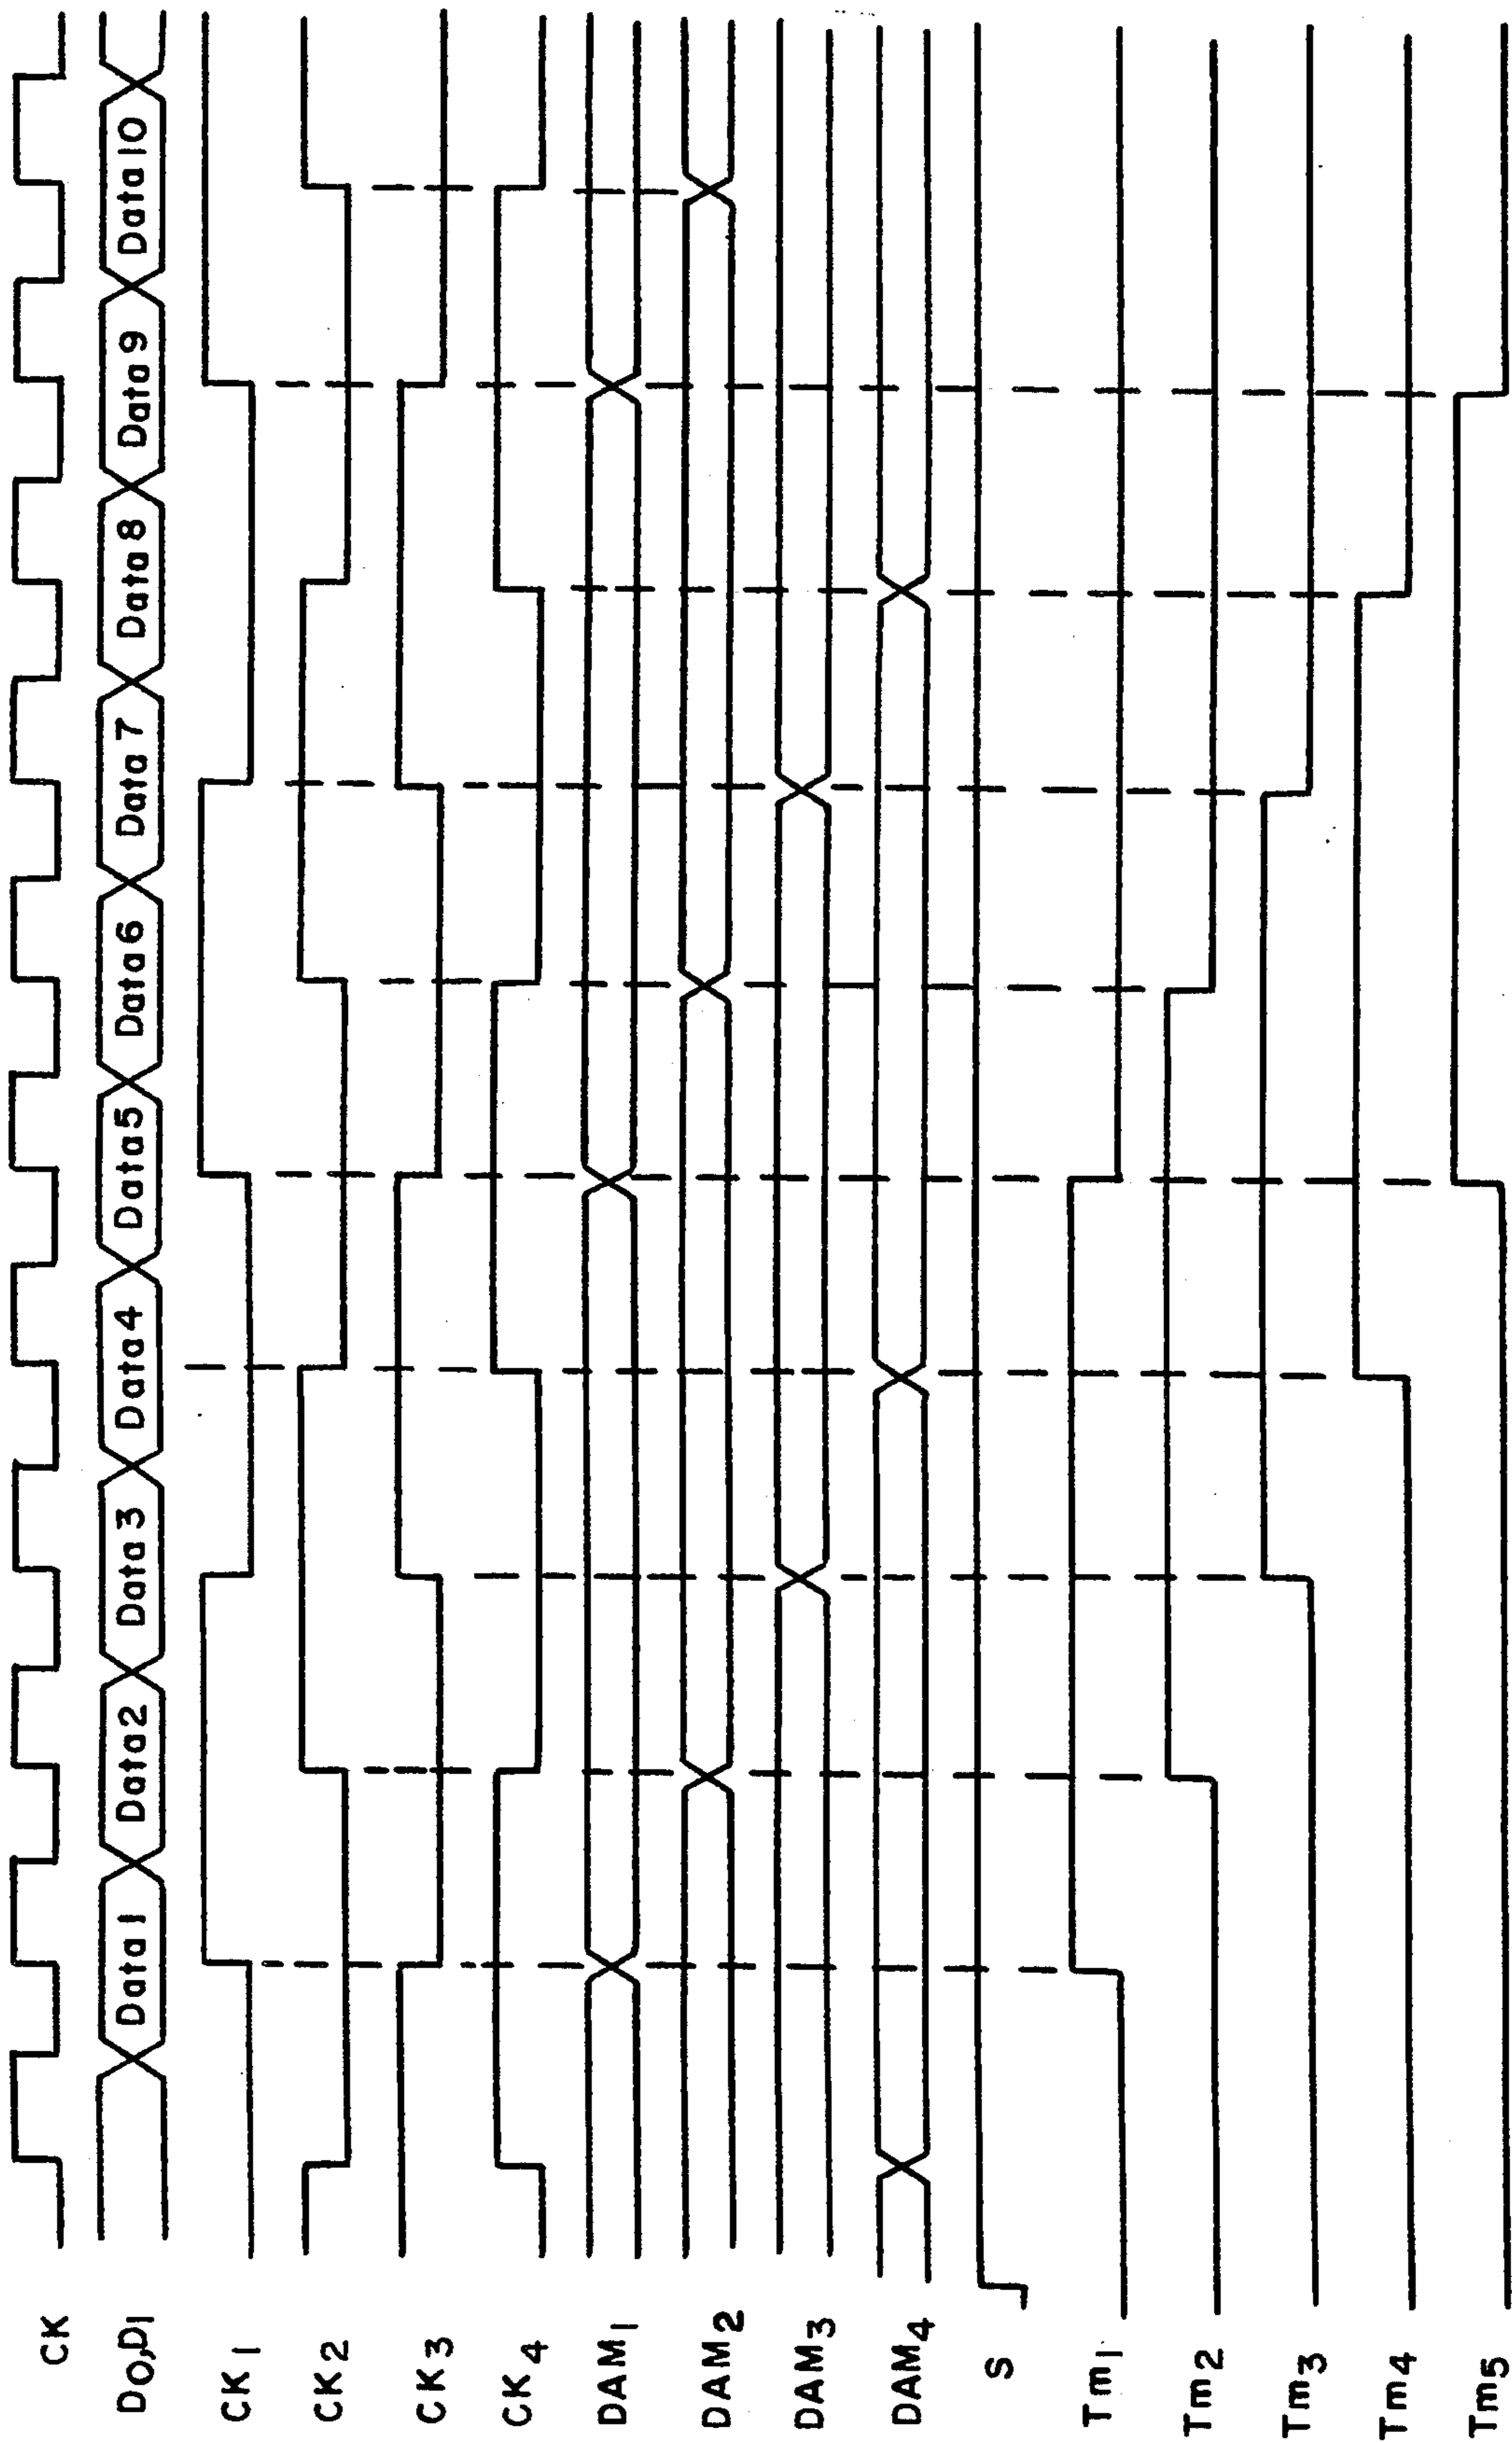 CK
D0,D1
Data1 Data2 Data3 Data4 Data5 Data6 Data7 Data8 Data9 Data10
CK1
CK2
CK3
CK4
DAM1
DAM2
DAM3
DAM4
S
Tm1
Tm2
Tm3
Tm4
Tm5